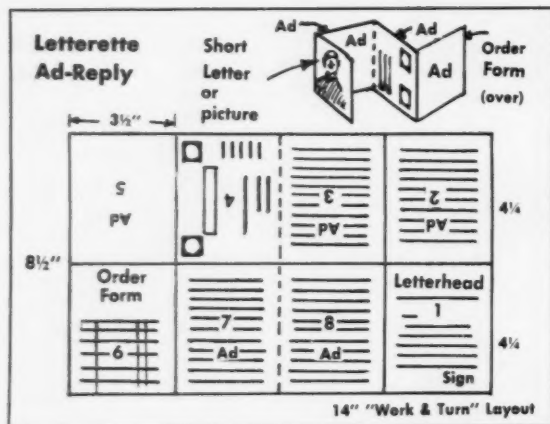 Letterette
Ad-Reply
Short
Letter
or
picture
Ad
Ad
Ad
Ad
Order
Form
(over)
3½"
5
Ad
4
3
Ad
2
Ad
4¼
8½"
Order
Form
6
7
Ad
8
Ad
Letterhead
1
Sign
4¼
14" "Work & Turn" Layout